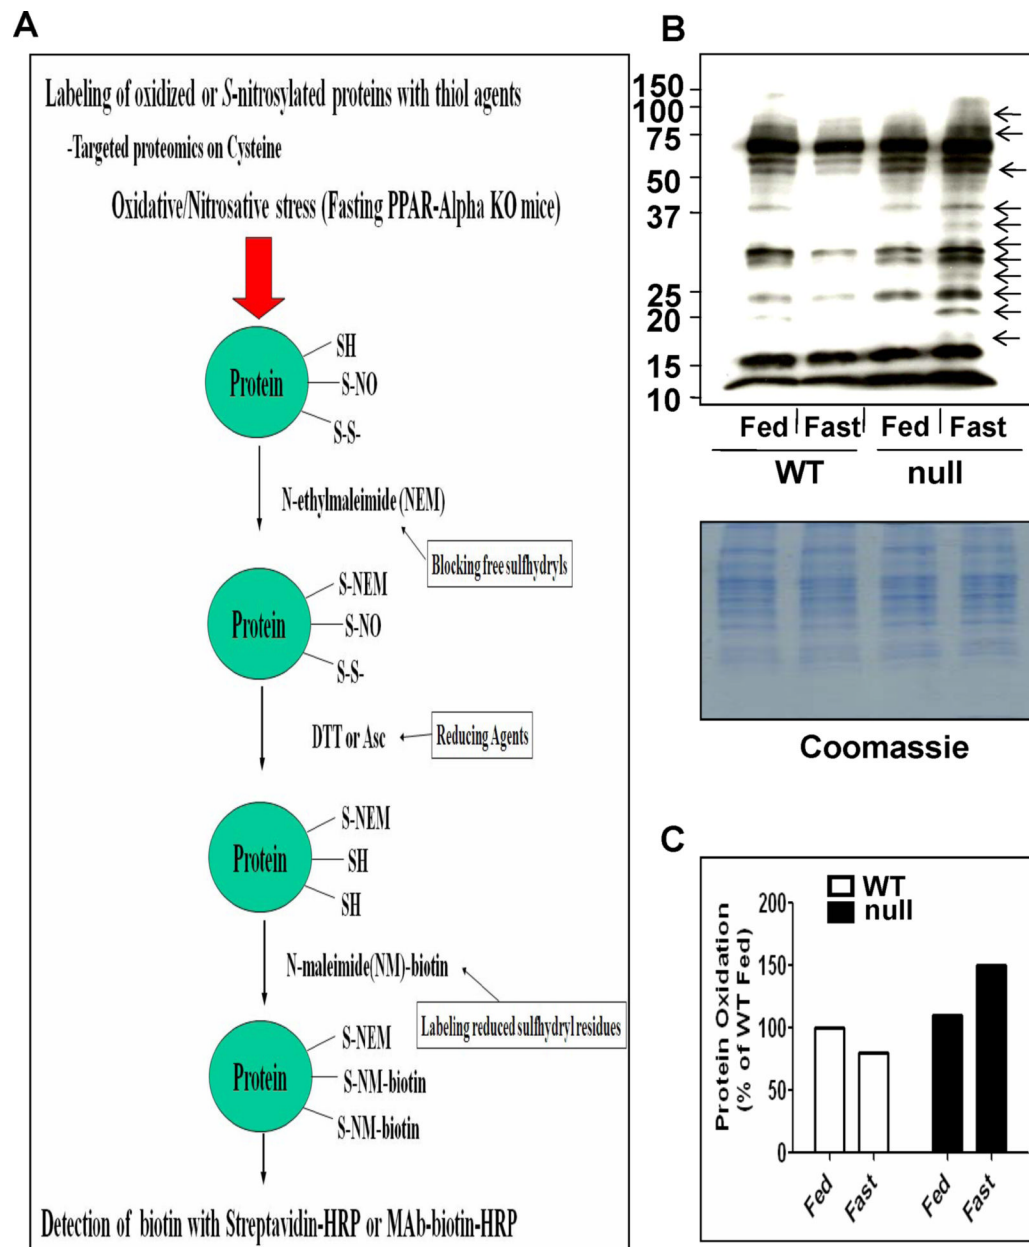 A
Labeling of oxidized or S-nitrosylated proteins with thiol agents
-Targeted proteomics on Cysteine
Oxidative/Nitrosative stress (Fasting PPAR-Alpha KO mice)
Protein
SH
S-NO
S-S-
N-ethylmaleimide (NEM)
Blocking free sulfhydryls
Protein
S-NEM
S-NO
S-S-
DTT or Asc
Reducing Agents
Protein
S-NEM
SH
SH
N-maleimide(NM)-biotin
Labeling reduced sulfhydryl residues
Protein
S-NEM
S-NM-biotin
S-NM-biotin
Detection of biotin with Streptavidin-HRP or MAb-biotin-HRP
B
150
100
75
50
37
25
20
15
10
Fed Fast Fed Fast
WT null
Coomassie
C
WT
null
Protein Oxidation
(% of WT Fed)
200
150
100
50
0
Fed Fast Fed Fast